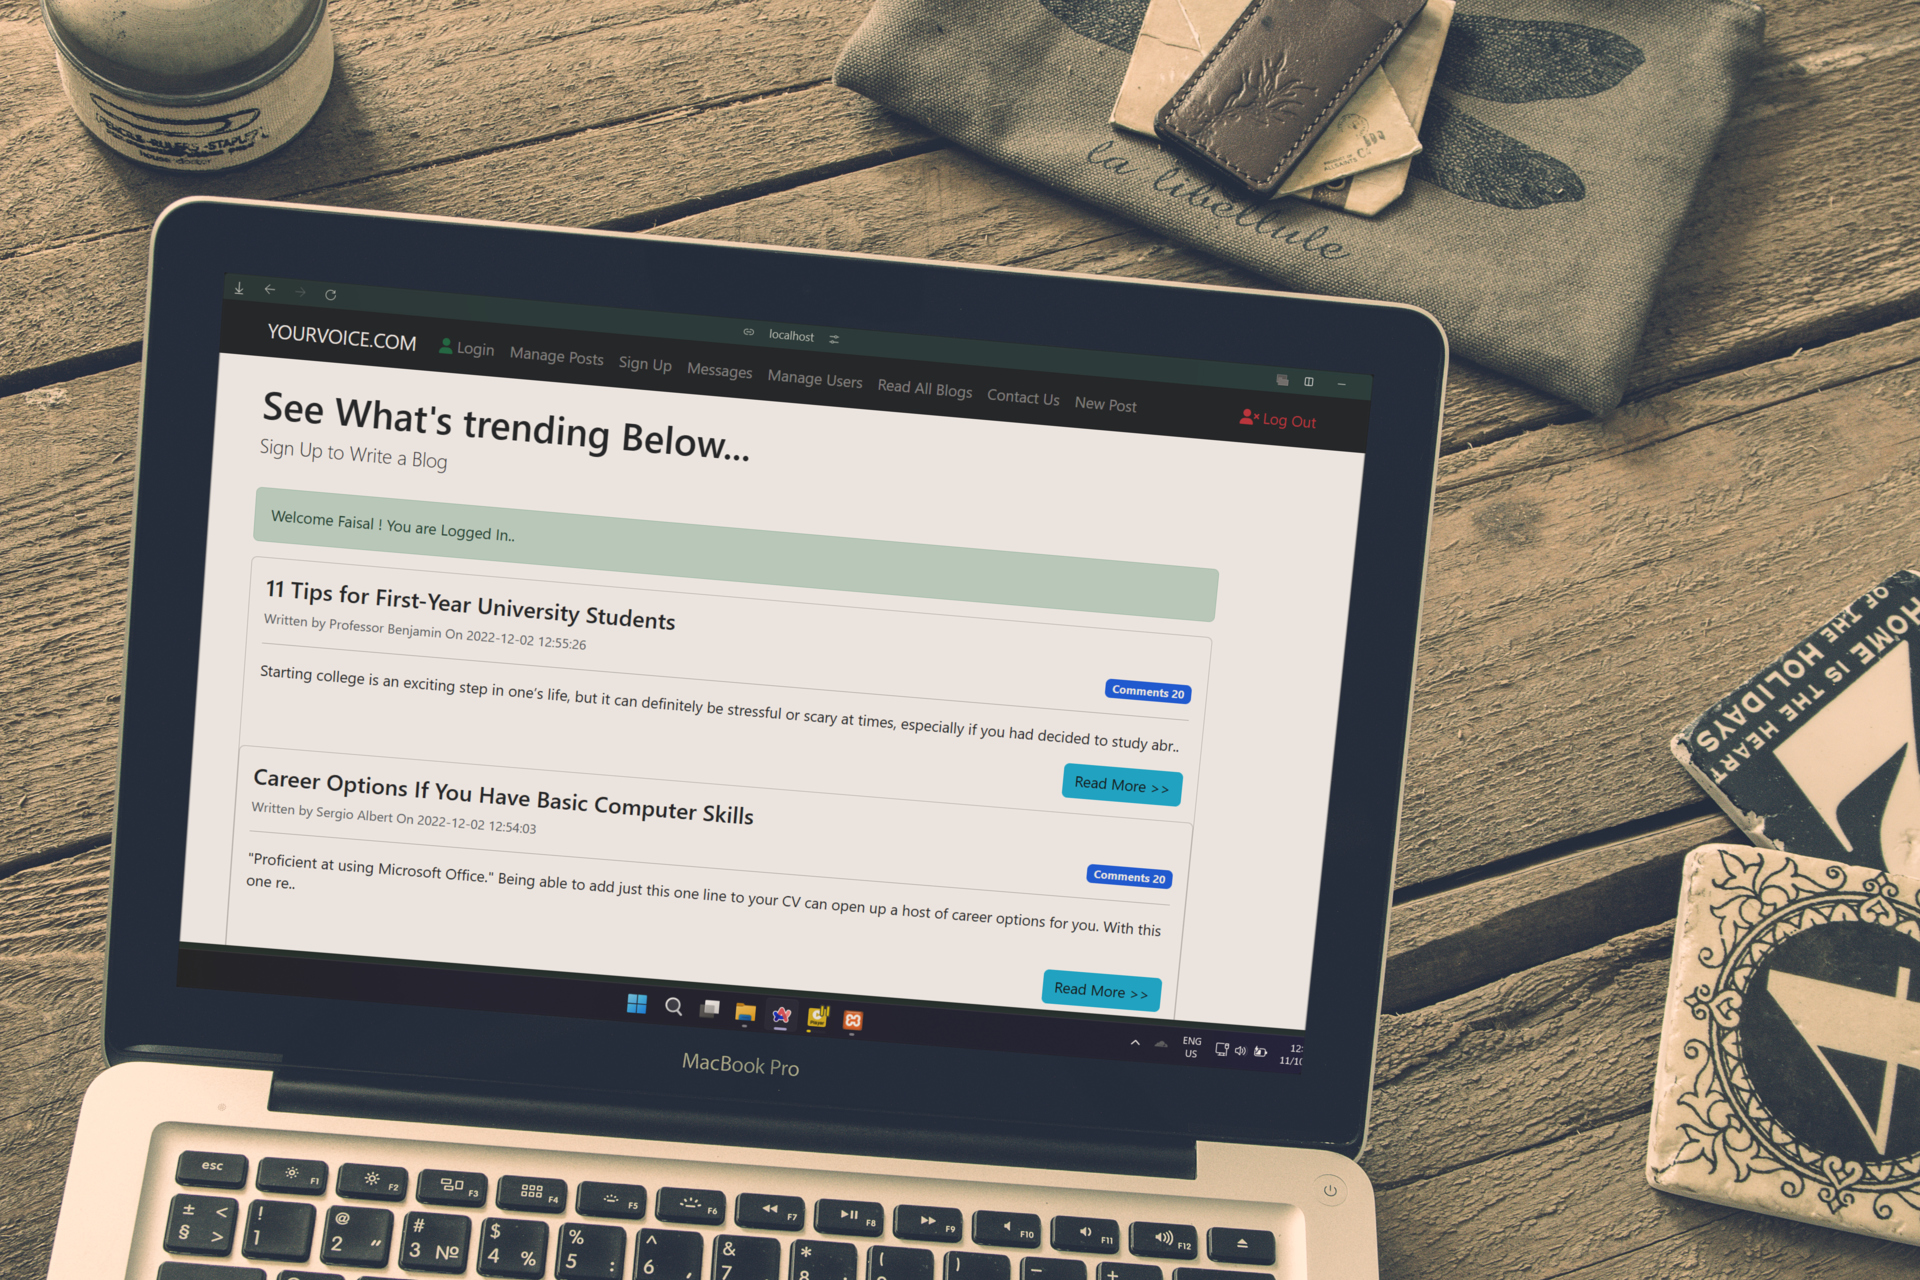 PENCILS-RULERS-STAPLE
house doctor
la libellule
PRODUCT OF
ALLSAINTS
localhost
YOURVOICE.COM
Login
Manage Posts
Sign Up
Messages
Manage Users
Read All Blogs
Contact Us
New Post
Log Out
See What's trending Below...
Sign Up to Write a Blog
Welcome Faisal ! You are Logged In..
11 Tips for First-Year University Students
Written by Professor Benjamin On 2022-12-02 12:55:26
Comments 20
Starting college is an exciting step in one’s life, but it can definitely be stressful or scary at times, especially if you had decided to study abr..
Read More >>
Career Options If You Have Basic Computer Skills
Written by Sergio Albert On 2022-12-02 12:54:03
Comments 20
"Proficient at using Microsoft Office." Being able to add just this one line to your CV can open up a host of career options for you. With this
one re..
Read More >>
ENG
US
12:
11/10
MacBook Pro
HOME IS THE HEART
OF THE HOLIDAYS
esc
F1
F2
F3
F4
F5
F6
F7
F8
F9
F10
F11
F12
± <
§ >
!
1
@
2 "
#
3 №
$
4 %
%
5 :
^
6 ,
&
7
*
8
(
)
–
+